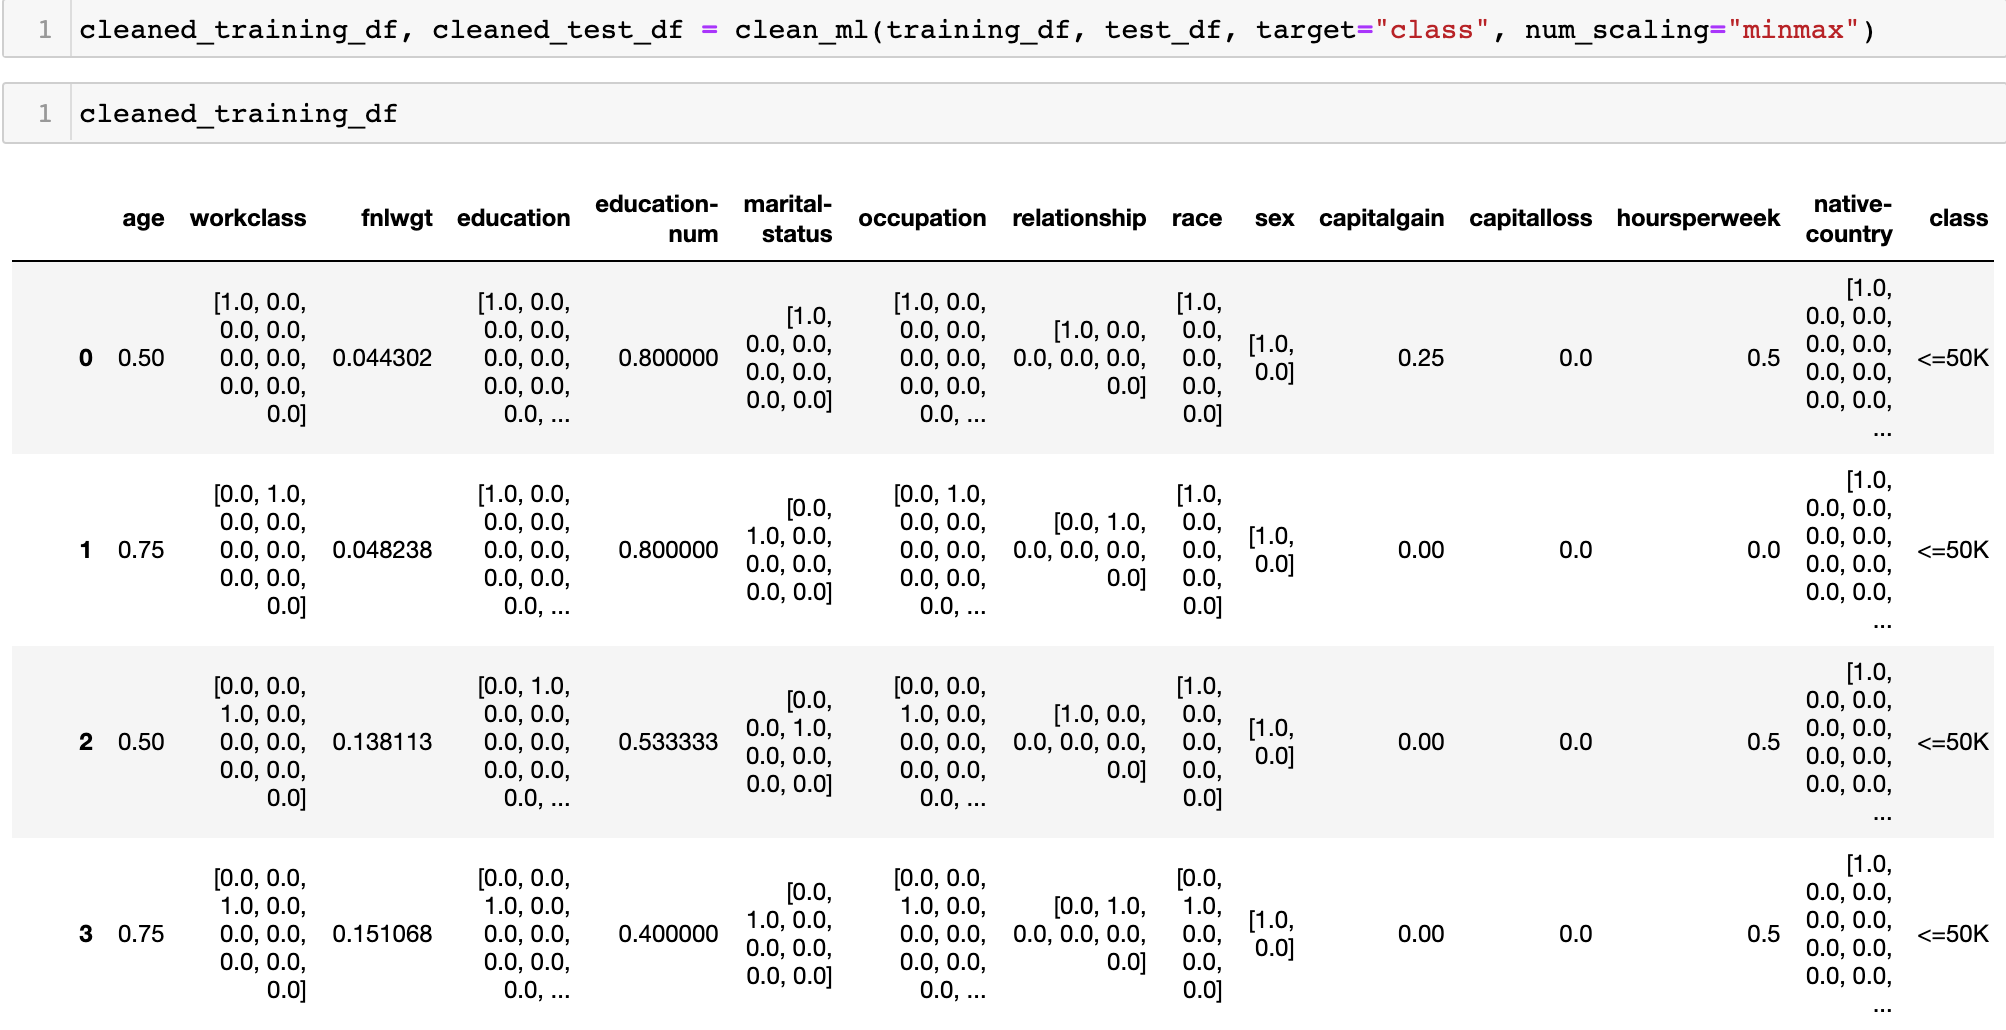 1 cleaned_training_df, cleaned_test_df = clean_ml(training_df, test_df, target="class", num_scaling="minmax")
1 cleaned_training_df
age workclass fnlwgt education education-num marital-status occupation relationship race sex capitalgain capitalloss hoursperweek native-country class
0 0.50 [1.0, 0.0, 0.0, 0.0, 0.0, 0.0, 0.0, 0.0, 0.0] 0.044302 [1.0, 0.0, 0.0, 0.0, 0.0, 0.0, 0.0, 0.0, 0.0, ... 0.800000 [1.0, 0.0, 0.0, 0.0, 0.0, 0.0, 0.0] [1.0, 0.0, 0.0, 0.0, 0.0, 0.0, 0.0, 0.0, 0.0, ... [1.0, 0.0, 0.0, 0.0, 0.0, 0.0] [1.0, 0.0, 0.0, 0.0, 0.0] [1.0, 0.0] 0.25 0.0 0.5 [1.0, 0.0, 0.0, 0.0, 0.0, 0.0, 0.0, 0.0, 0.0, ... <=50K
1 0.75 [0.0, 1.0, 0.0, 0.0, 0.0, 0.0, 0.0, 0.0, 0.0] 0.048238 [1.0, 0.0, 0.0, 0.0, 0.0, 0.0, 0.0, 0.0, 0.0, ... 0.800000 [0.0, 1.0, 0.0, 0.0, 0.0, 0.0, 0.0] [0.0, 1.0, 0.0, 0.0, 0.0, 0.0, 0.0, 0.0, 0.0, ... [0.0, 1.0, 0.0, 0.0, 0.0, 0.0] [1.0, 0.0, 0.0, 0.0, 0.0] [1.0, 0.0] 0.00 0.0 0.0 [1.0, 0.0, 0.0, 0.0, 0.0, 0.0, 0.0, 0.0, 0.0, ... <=50K
2 0.50 [0.0, 0.0, 1.0, 0.0, 0.0, 0.0, 0.0, 0.0, 0.0] 0.138113 [0.0, 1.0, 0.0, 0.0, 0.0, 0.0, 0.0, 0.0, 0.0, ... 0.533333 [0.0, 0.0, 1.0, 0.0, 0.0, 0.0, 0.0] [0.0, 0.0, 1.0, 0.0, 0.0, 0.0, 0.0, 0.0, 0.0, ... [1.0, 0.0, 0.0, 0.0, 0.0, 0.0] [1.0, 0.0, 0.0, 0.0, 0.0] [1.0, 0.0] 0.00 0.0 0.5 [1.0, 0.0, 0.0, 0.0, 0.0, 0.0, 0.0, 0.0, 0.0, ... <=50K
3 0.75 [0.0, 0.0, 1.0, 0.0, 0.0, 0.0, 0.0, 0.0, 0.0] 0.151068 [0.0, 0.0, 1.0, 0.0, 0.0, 0.0, 0.0, 0.0, 0.0, ... 0.400000 [0.0, 1.0, 0.0, 0.0, 0.0, 0.0, 0.0] [0.0, 0.0, 1.0, 0.0, 0.0, 0.0, 0.0, 0.0, 0.0, ... [0.0, 1.0, 0.0, 0.0, 0.0, 0.0] [0.0, 1.0, 0.0, 0.0, 0.0] [1.0, 0.0] 0.00 0.0 0.5 [1.0, 0.0, 0.0, 0.0, 0.0, 0.0, 0.0, 0.0, 0.0, ... <=50K